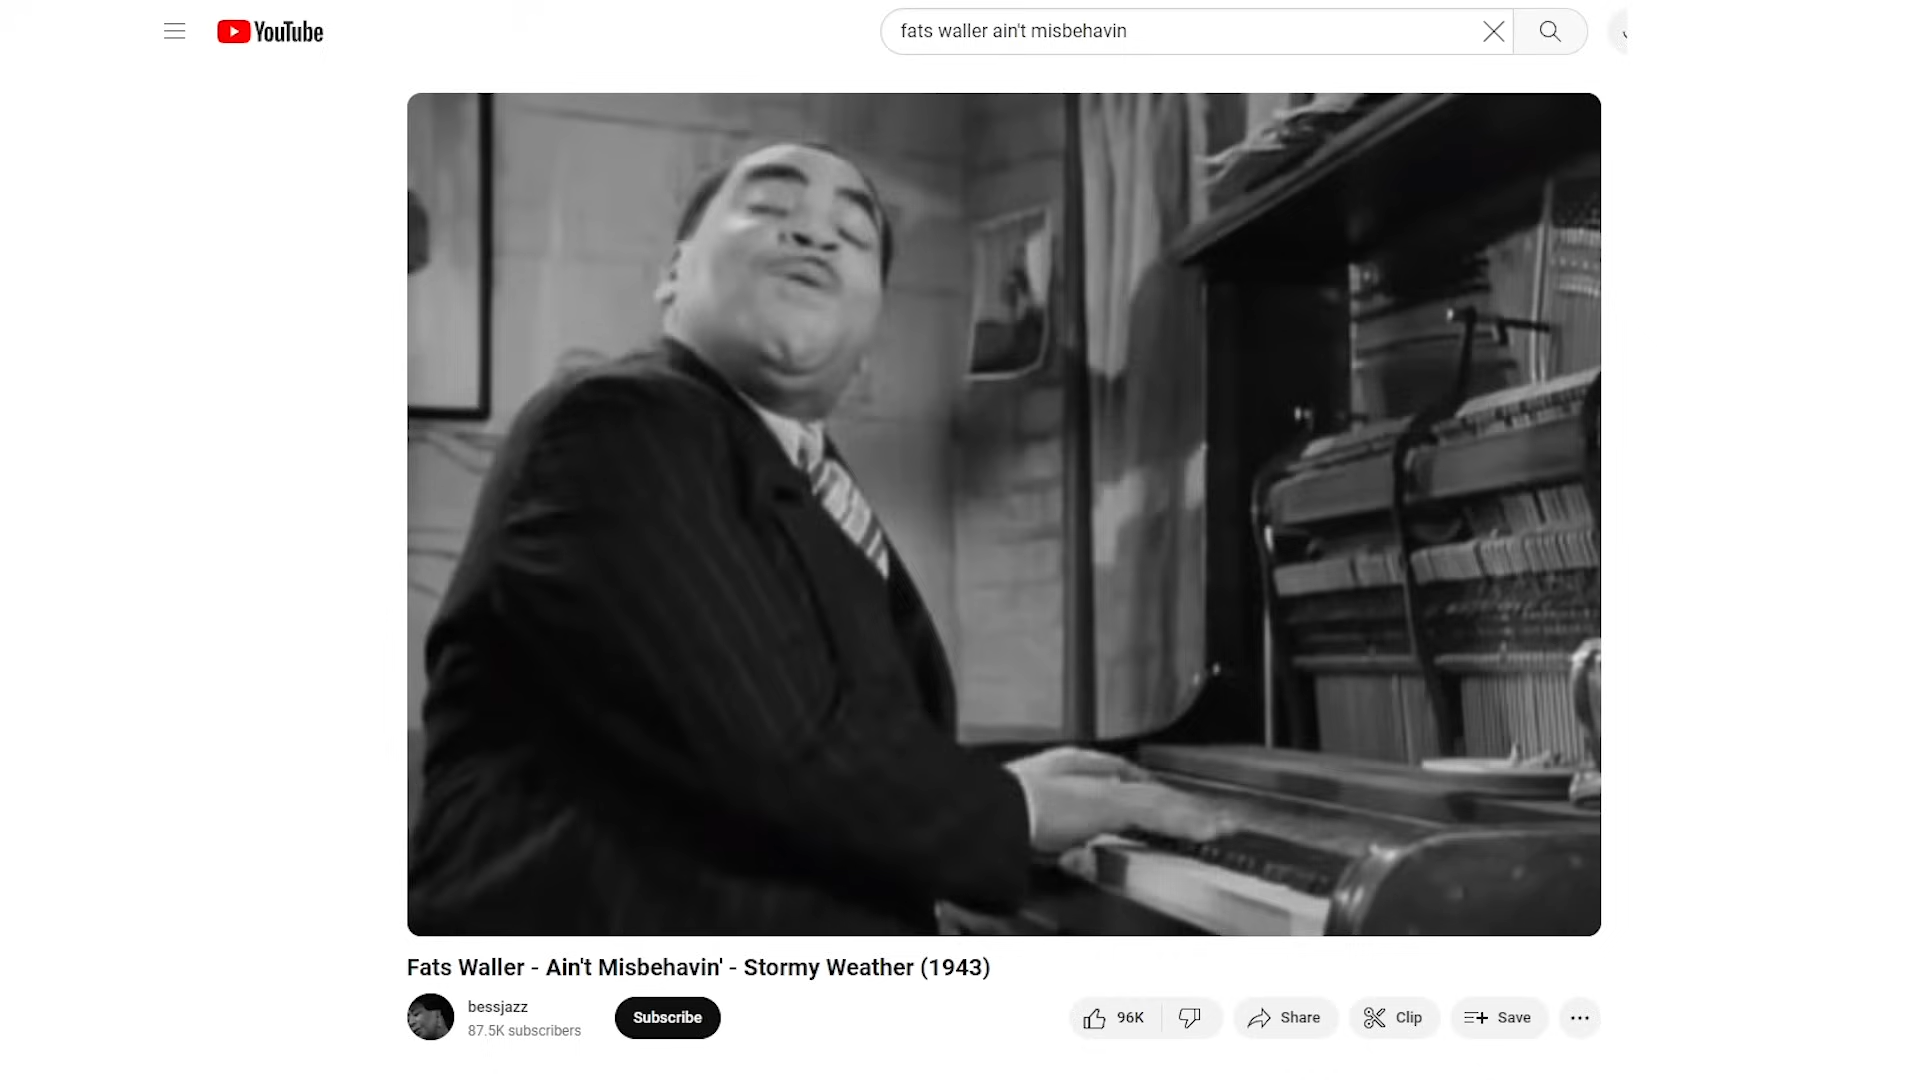 YouTube
fats waller ain't misbehavin
Fats Waller - Ain't Misbehavin' - Stormy Weather (1943)
bessjazz
87.5K subscribers
Subscribe
96K
Share
Clip
Save